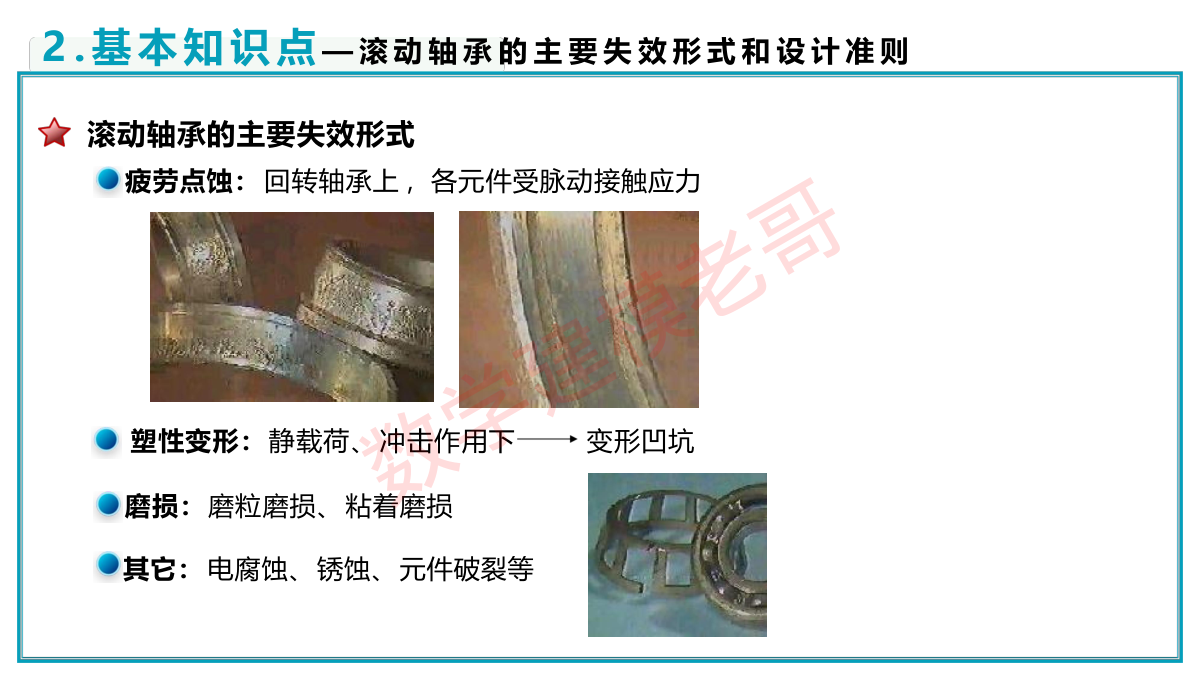 2.基本知识点—滚动轴承的主要失效形式和设计准则
滚动轴承的主要失效形式
疲劳点蚀：回转轴承上，各元件受脉动接触应力
数学建模老哥
塑性变形：静载荷、冲击作用下 变形凹坑
磨损：磨粒磨损、粘着磨损
其它：电腐蚀、锈蚀、元件破裂等